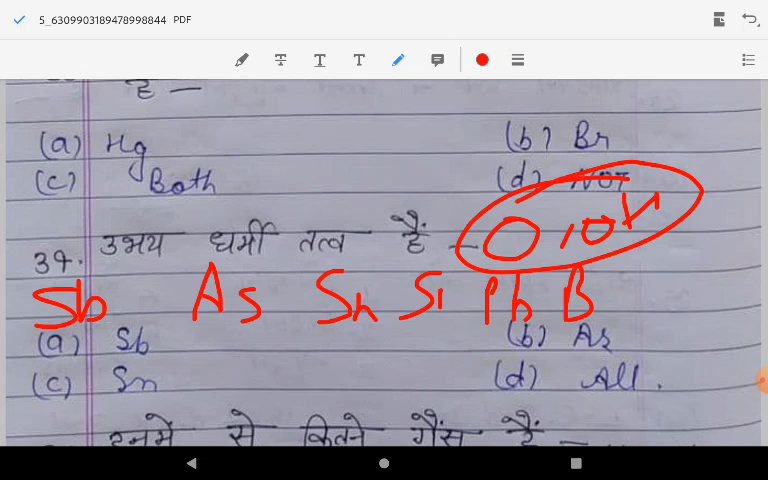 5_6309903189478998844 PDF
है —
(a) Hg (b) Br
(c) Both (d) NOT
37. उभय धर्मी तत्व हैं —
Sb As Sn Si Pb B
(a) Sb (b) As
(c) Sn (d) All.
इनमे से कितने गैंस हैं —